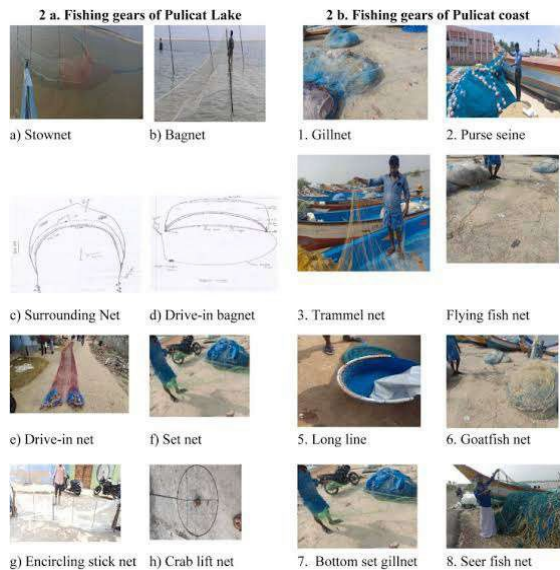 2 a. Fishing gears of Pulicat Lake
2 b. Fishing gears of Pulicat coast
a) Stownet
b) Bagnet
1. Gillnet
2. Purse seine
c) Surrounding Net
d) Drive-in bagnet
3. Trammel net
Flying fish net
e) Drive-in net
f) Set net
5. Long line
6. Goatfish net
g) Encircling stick net
h) Crab lift net
7. Bottom set gillnet
8. Seer fish net